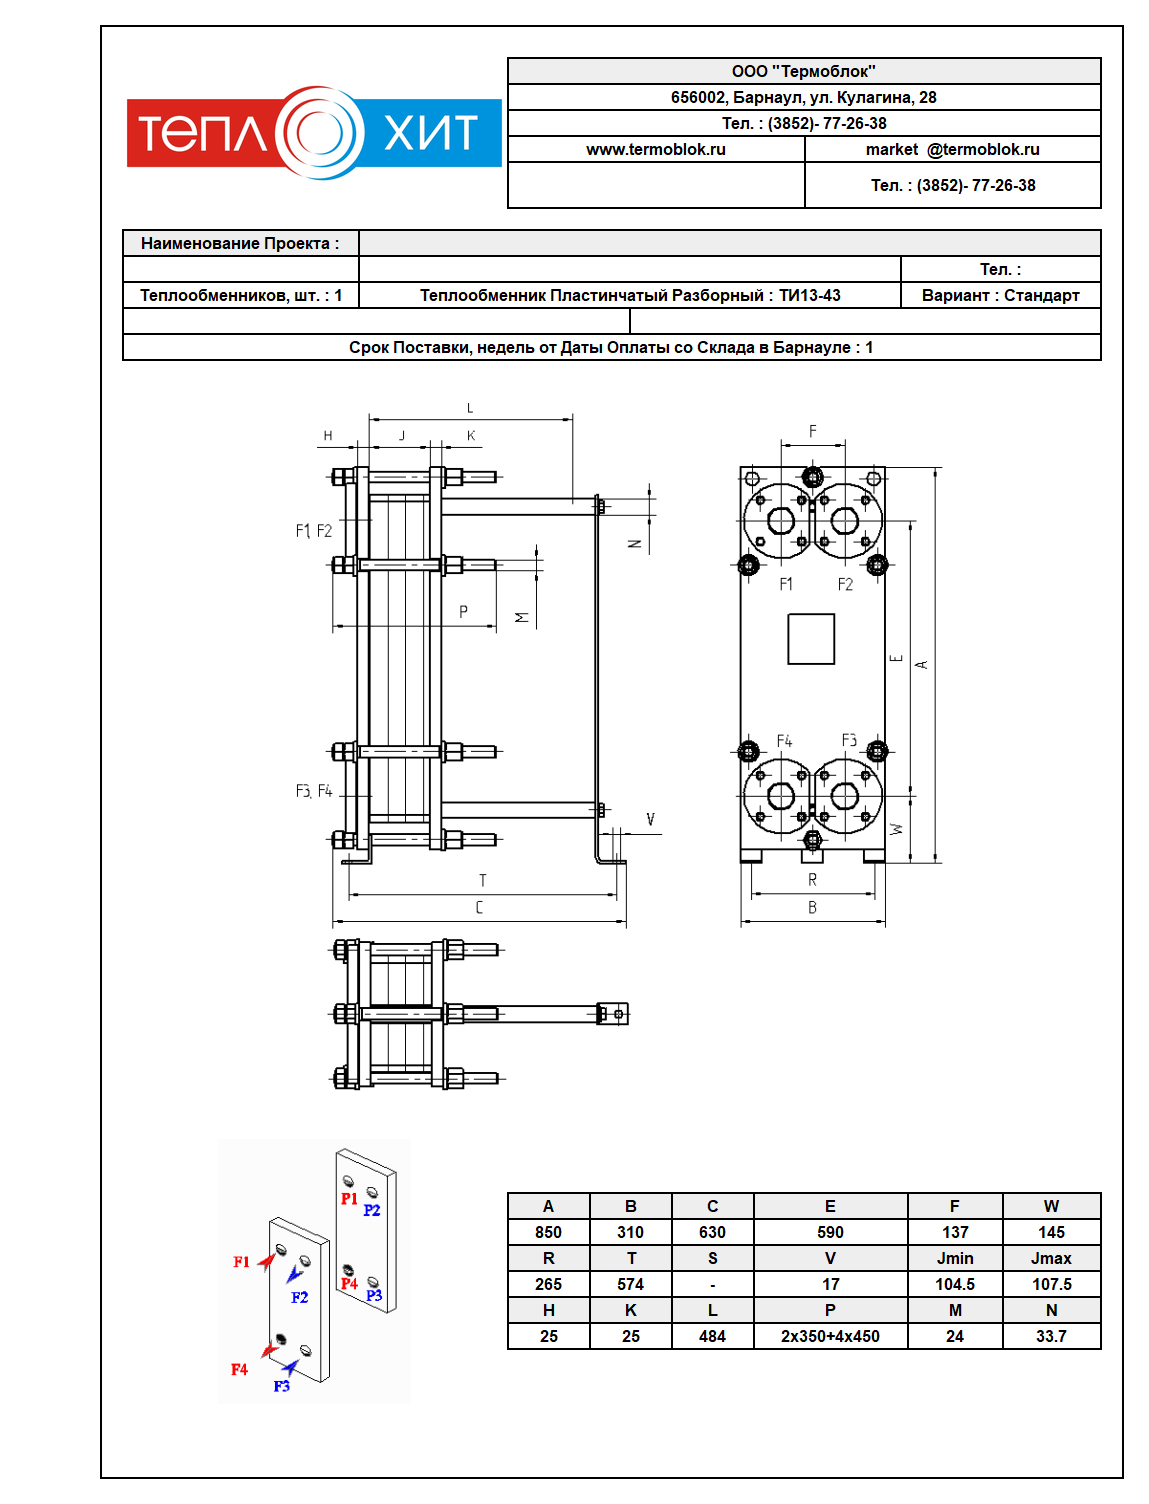 ТЕПЛО ХИТ
ООО "Термоблок"
656002, Барнаул, ул. Кулагина, 28
Тел. : (3852)- 77-26-38
www.termoblok.ru market @termoblok.ru
Тел. : (3852)- 77-26-38
Наименование Проекта :
Тел. :
Теплообменников, шт. : 1 Теплообменник Пластинчатый Разборный : ТИ13-43 Вариант : Стандарт
Срок Поставки, недель от Даты Оплаты со Склада в Барнауле : 1
L
H J K
F
F1, F2
N
F1 F2
P
M
E
A
F4 F3
F3, F4
V
W
T
R
C
B
P1
P2
F1
F2
P4
P3
F4
F3
A B C E F W
850 310 630 590 137 145
R T S V Jmin Jmax
265 574 - 17 104.5 107.5
H K L P M N
25 25 484 2x350+4x450 24 33.7